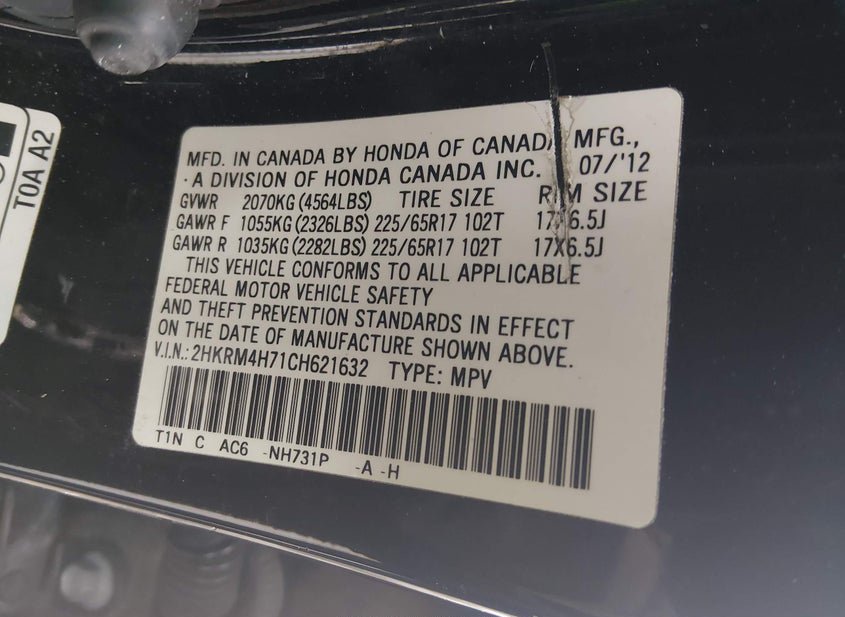 T0A A2
MFD. IN CANADA BY HONDA OF CANADA MFG.,
·A DIVISION OF HONDA CANADA INC. 07/'12
GVWR 2070KG(4564LBS) TIRE SIZE RIM SIZE
GAWR F 1055KG(2326LBS) 225/65R17 102T 17X6.5J
GAWR R 1035KG(2282LBS) 225/65R17 102T 17X6.5J
THIS VEHICLE CONFORMS TO ALL APPLICABLE
FEDERAL MOTOR VEHICLE SAFETY
AND THEFT PREVENTION STANDARDS IN EFFECT
ON THE DATE OF MANUFACTURE SHOWN ABOVE.
V.I.N.: 2HKRM4H71CH621632 TYPE: MPV
T1N C AC6 -NH731P -A -H